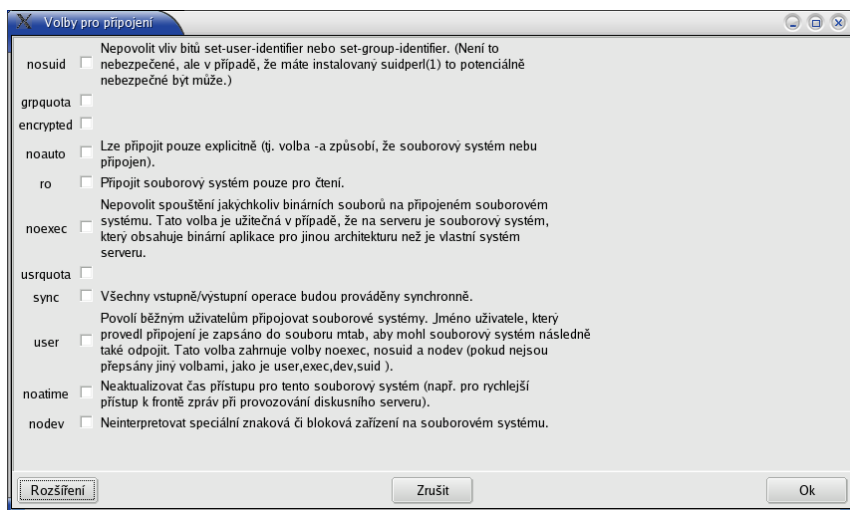 Volby pro připojení
nosuid
Nepovolit vliv bitů set-user-identifier nebo set-group-identifier. (Není to
nebezpečené, ale v případě, že máte instalovaný suidperl(1) to potenciálně
nebezpečné být může.)
grpquota
encrypted
noauto
Lze připojit pouze explicitně (tj. volba -a způsobí, že souborový systém nebu
připojen).
ro
Připojit souborový systém pouze pro čtení.
noexec
Nepovolit spouštění jakýchkoliv binárních souborů na připojeném souborovém
systému. Tato volba je užitečná v případě, že na serveru je souborový systém,
který obsahuje binární aplikace pro jinou architekturu než je vlastní systém
serveru.
usrquota
sync
Všechny vstupně/výstupní operace budou prováděny synchronně.
user
Povolí běžným uživatelům připojovat souborové systémy. Jméno uživatele, který
provedl připojení je zapsáno do souboru mtab, aby mohl souborový systém následně
také odpojit. Tato volba zahrnuje volby noexec, nosuid a nodev (pokud nejsou
přepsány jiný volbami, jako je user,exec,dev,suid ).
noatime
Neaktualizovat čas přístupu pro tento souborový systém (např. pro rychlejší
přístup k frontě zpráv při provozování diskusního serveru).
nodev
Neinterpretovat speciální znaková či bloková zařízení na souborovém systému.
Rozšíření
Zrušit
Ok